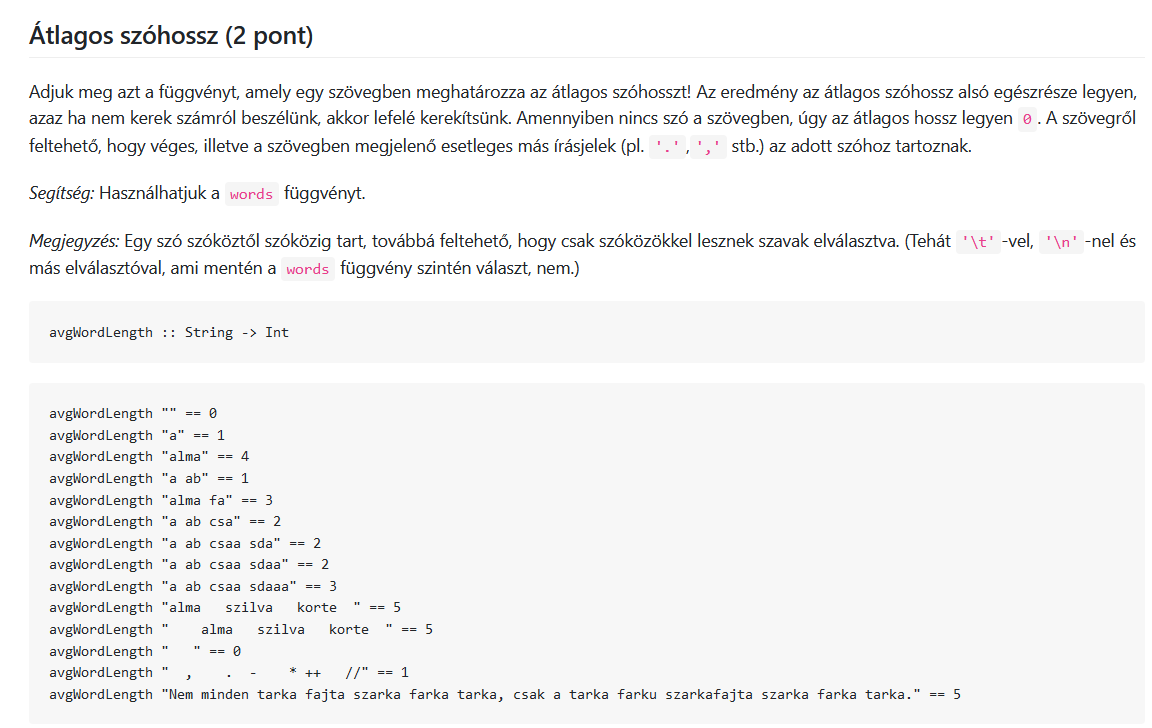 Átlagos szóhossz (2 pont)
Adjuk meg azt a függvényt, amely egy szövegben meghatározza az átlagos szóhosszt! Az eredmény az átlagos szóhossz alsó egészrésze legyen,
azaz ha nem kerek számról beszélünk, akkor lefelé kerekítsünk. Amennyiben nincs szó a szövegben, úgy az átlagos hossz legyen 0 . A szövegről
feltehető, hogy véges, illetve a szövegben megjelenő esetleges más írásjelek (pl. '.' , ',' stb.) az adott szóhoz tartoznak.
Segítség: Használhatjuk a words függvényt.
Megjegyzés: Egy szó szóköztől szóközig tart, továbbá feltehető, hogy csak szóközökkel lesznek szavak elválasztva. (Tehát '\t' -vel, '\n' -nel és
más elválasztóval, ami mentén a words függvény szintén választ, nem.)
avgWordLength :: String -> Int
avgWordLength "" == 0
avgWordLength "a" == 1
avgWordLength "alma" == 4
avgWordLength "a ab" == 1
avgWordLength "alma fa" == 3
avgWordLength "a ab csa" == 2
avgWordLength "a ab csaa sda" == 2
avgWordLength "a ab csaa sdaa" == 2
avgWordLength "a ab csaa sdaaa" == 3
avgWordLength "alma   szilva   korte  " == 5
avgWordLength "    alma   szilva   korte  " == 5
avgWordLength "   " == 0
avgWordLength "  ,    .  -    * ++   //" == 1
avgWordLength "Nem minden tarka fajta szarka farka tarka, csak a tarka farku szarkafajta szarka farka tarka." == 5